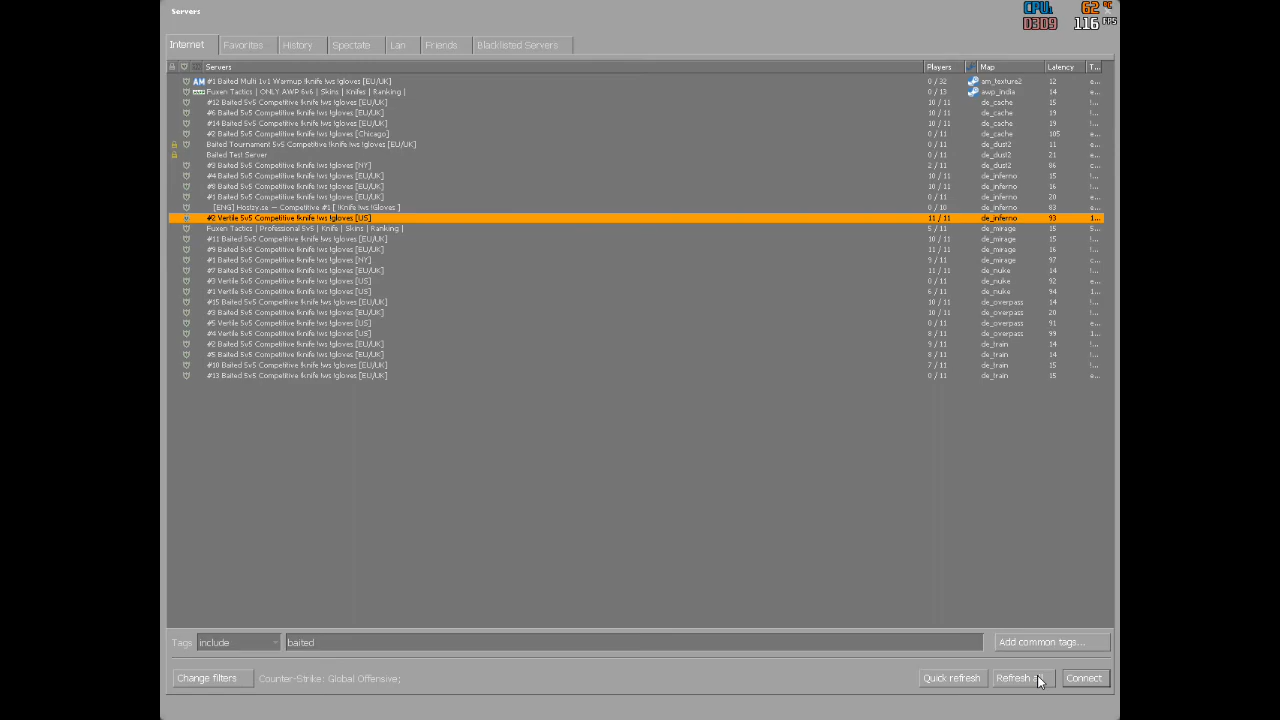 Servers
CPU₁ 62 °C
D3D9 116 FPS
Internet Favorites History Spectate Lan Friends Blacklisted Servers
Servers Players Map Latency T...
AM #1 Baited Multi 1v1 Warmup !knife !ws !gloves [EU/UK] 0 / 32 am_texture2 12 e...
Fuxen Tactics | ONLY AWP 6v6 | Skins | Knifes | Ranking | 0 / 13 awp_india 14 e...
#12 Baited 5v5 Competitive !knife !ws !gloves [EU/UK] 10 / 11 de_cache 15 !...
#6 Baited 5v5 Competitive !knife !ws !gloves [EU/UK] 10 / 11 de_cache 19 !...
#14 Baited 5v5 Competitive !knife !ws !gloves [EU/UK] 10 / 11 de_cache 19 !...
#2 Baited 5v5 Competitive !knife !ws !gloves [Chicago] 0 / 11 de_cache 105 e...
Baited Tournament 5v5 Competitive !knife !ws !gloves [EU/UK] 0 / 11 de_dust2 11 e...
Baited Test Server 0 / 11 de_dust2 21 e...
#3 Baited 5v5 Competitive !knife !ws !gloves [NY] 2 / 11 de_dust2 86 c...
#4 Baited 5v5 Competitive !knife !ws !gloves [EU/UK] 10 / 11 de_inferno 15 !...
#8 Baited 5v5 Competitive !knife !ws !gloves [EU/UK] 10 / 11 de_inferno 16 !...
#1 Baited 5v5 Competitive !knife !ws !gloves [EU/UK] 10 / 11 de_inferno 20 e...
[ENG] Hostzy.se – Competitive #1 [ !Knife !ws !Gloves ] 0 / 10 de_inferno 83 e...
#2 Vertile 5v5 Competitive !knife !ws !gloves [US] 11 / 11 de_inferno 93 1...
Fuxen Tactics | Professional 5v5 | Knife | Skins | Ranking | 5 / 11 de_mirage 15 5...
#11 Baited 5v5 Competitive !knife !ws !gloves [EU/UK] 10 / 11 de_mirage 15 !...
#9 Baited 5v5 Competitive !knife !ws !gloves [EU/UK] 11 / 11 de_mirage 16 !...
#1 Baited 5v5 Competitive !knife !ws !gloves [NY] 9 / 11 de_mirage 97 c...
#7 Baited 5v5 Competitive !knife !ws !gloves [EU/UK] 11 / 11 de_nuke 14 !...
#3 Vertile 5v5 Competitive !knife !ws !gloves [US] 0 / 11 de_nuke 92 e...
#1 Vertile 5v5 Competitive !knife !ws !gloves [US] 6 / 11 de_nuke 94 1...
#15 Baited 5v5 Competitive !knife !ws !gloves [EU/UK] 10 / 11 de_overpass 14 !...
#3 Baited 5v5 Competitive !knife !ws !gloves [EU/UK] 10 / 11 de_overpass 20 !...
#5 Vertile 5v5 Competitive !knife !ws !gloves [US] 0 / 11 de_overpass 91 e...
#4 Vertile 5v5 Competitive !knife !ws !gloves [US] 8 / 11 de_overpass 99 1...
#2 Baited 5v5 Competitive !knife !ws !gloves [EU/UK] 9 / 11 de_train 14 !...
#5 Baited 5v5 Competitive !knife !ws !gloves [EU/UK] 8 / 11 de_train 14 !...
#10 Baited 5v5 Competitive !knife !ws !gloves [EU/UK] 7 / 11 de_train 15 !...
#13 Baited 5v5 Competitive !knife !ws !gloves [EU/UK] 0 / 11 de_train 15 e...
Tags include baited Add common tags...
Change filters Counter-Strike: Global Offensive; Quick refresh Refresh all Connect